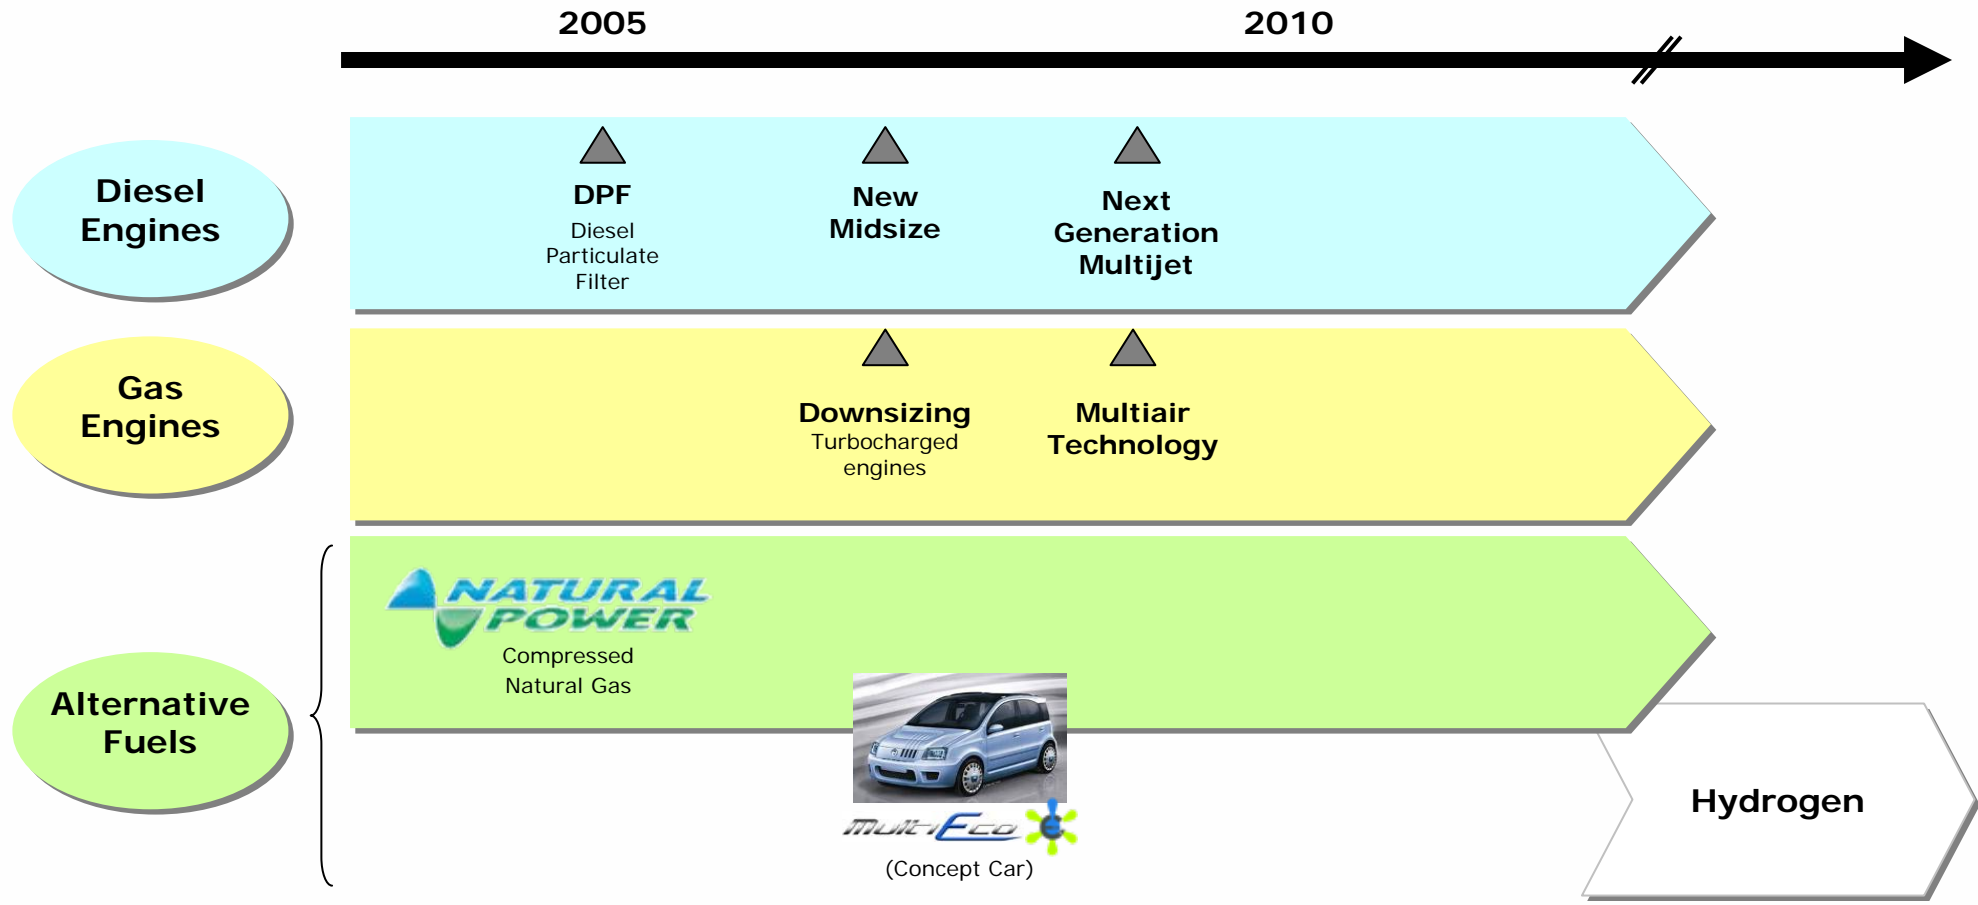 2005
2010
Diesel
Engines
DPF
Diesel
Particulate
Filter
New
Midsize
Next
Generation
Multijet
Gas
Engines
Downsizing
Turbocharged
engines
Multiair
Technology
Alternative
Fuels
NATURAL
POWER
Compressed
Natural Gas
MultiEco
(Concept Car)
Hydrogen